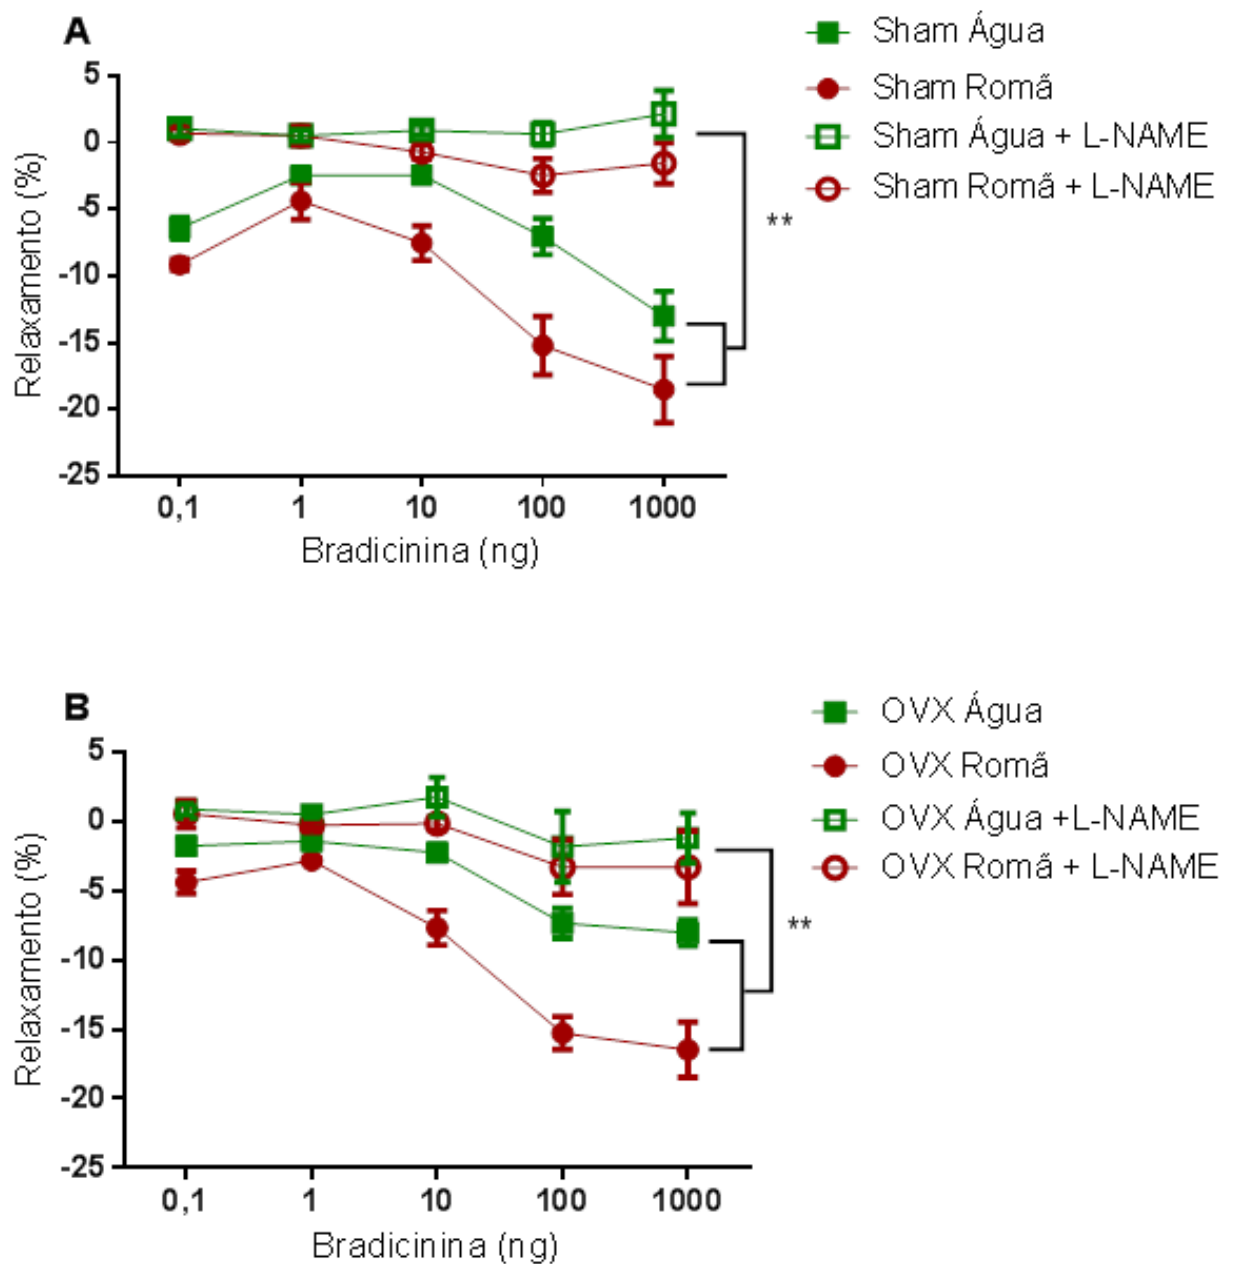 A
Sham Água
Sham Romã
Sham Água + L-NAME
Sham Romã + L-NAME
5
0
-5
-10
-15
-20
-25
Relaxamento (%)
**
0,1 1 10 100 1000
Bradicinina (ng)
B
OVX Água
OVX Romã
OVX Água +L-NAME
OVX Romã + L-NAME
5
0
-5
-10
-15
-20
-25
Relaxamento (%)
**
0,1 1 10 100 1000
Bradicinina (ng)